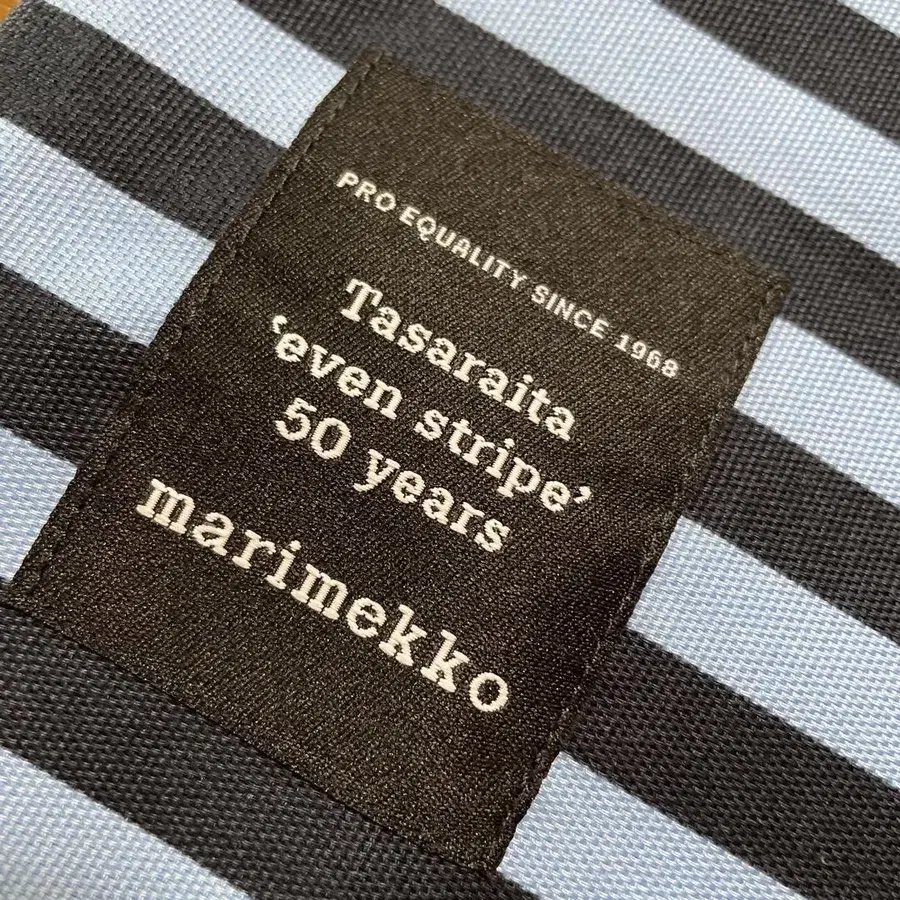 PRO EQUALITY SINCE 1968
Tasaraita
‘even stripe’
50 years
marimekko